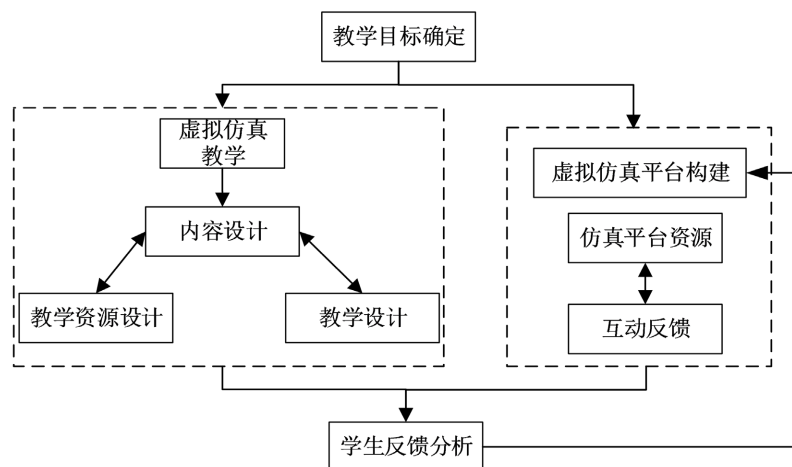 教学目标确定
虚拟仿真
教学
内容设计
教学资源设计
教学设计
虚拟仿真平台构建
仿真平台资源
互动反馈
学生反馈分析